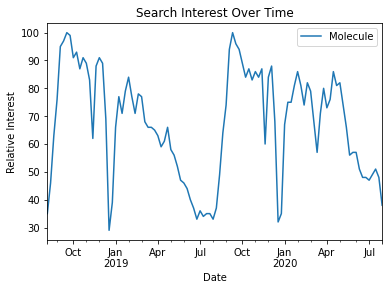 Search Interest Over Time
Molecule
Relative Interest
100
90
80
70
60
50
40
30
Oct Jan Apr Jul Oct Jan Apr Jul
2019 2020
Date